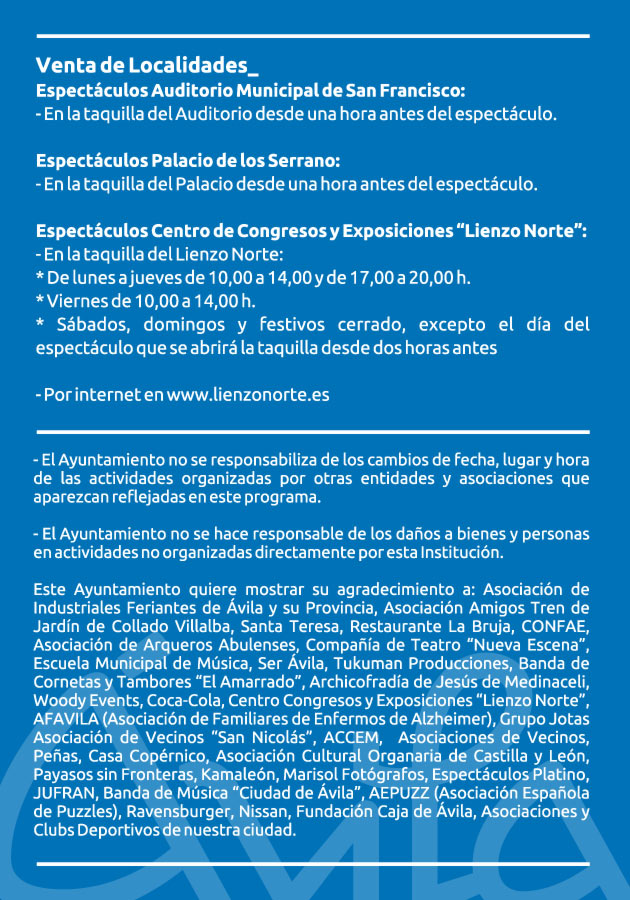 Venta de Localidades_
Espectáculos Auditorio Municipal de San Francisco:
- En la taquilla del Auditorio desde una hora antes del espectáculo.
Espectáculos Palacio de los Serrano:
- En la taquilla del Palacio desde una hora antes del espectáculo.
Espectáculos Centro de Congresos y Exposiciones “Lienzo Norte”:
- En la taquilla del Lienzo Norte:
* De lunes a jueves de 10,00 a 14,00 y de 17,00 a 20,00 h.
* Viernes de 10,00 a 14,00 h.
* Sábados, domingos y festivos cerrado, excepto el día del
espectáculo que se abrirá la taquilla desde dos horas antes
- Por internet en www.lienzonorte.es
- El Ayuntamiento no se responsabiliza de los cambios de fecha, lugar y hora
de las actividades organizadas por otras entidades y asociaciones que
aparezcan reflejadas en este programa.
- El Ayuntamiento no se hace responsable de los daños a bienes y personas
en actividades no organizadas directamente por esta Institución.
Este Ayuntamiento quiere mostrar su agradecimiento a: Asociación de
Industriales Feriantes de Ávila y su Provincia, Asociación Amigos Tren de
Jardín de Collado Villalba, Santa Teresa, Restaurante La Bruja, CONFAE,
Asociación de Arqueros Abulenses, Compañía de Teatro “Nueva Escena”,
Escuela Municipal de Música, Ser Ávila, Tukuman Producciones, Banda de
Cornetas y Tambores “El Amarrado”, Archicofradía de Jesús de Medinaceli,
Woody Events, Coca-Cola, Centro Congresos y Exposiciones “Lienzo Norte”,
AFAVILA (Asociación de Familiares de Enfermos de Alzheimer), Grupo Jotas
Asociación de Vecinos “San Nicolás”, ACCEM, Asociaciones de Vecinos,
Peñas, Casa Copérnico, Asociación Cultural Organaria de Castilla y León,
Payasos sin Fronteras, Kamaleón, Marisol Fotógrafos, Espectáculos Platino,
JUFRAN, Banda de Música “Ciudad de Ávila”, AEPUZZ (Asociación Española
de Puzzles), Ravensburger, Nissan, Fundación Caja de Ávila, Asociaciones y
Clubs Deportivos de nuestra ciudad.
Ávila